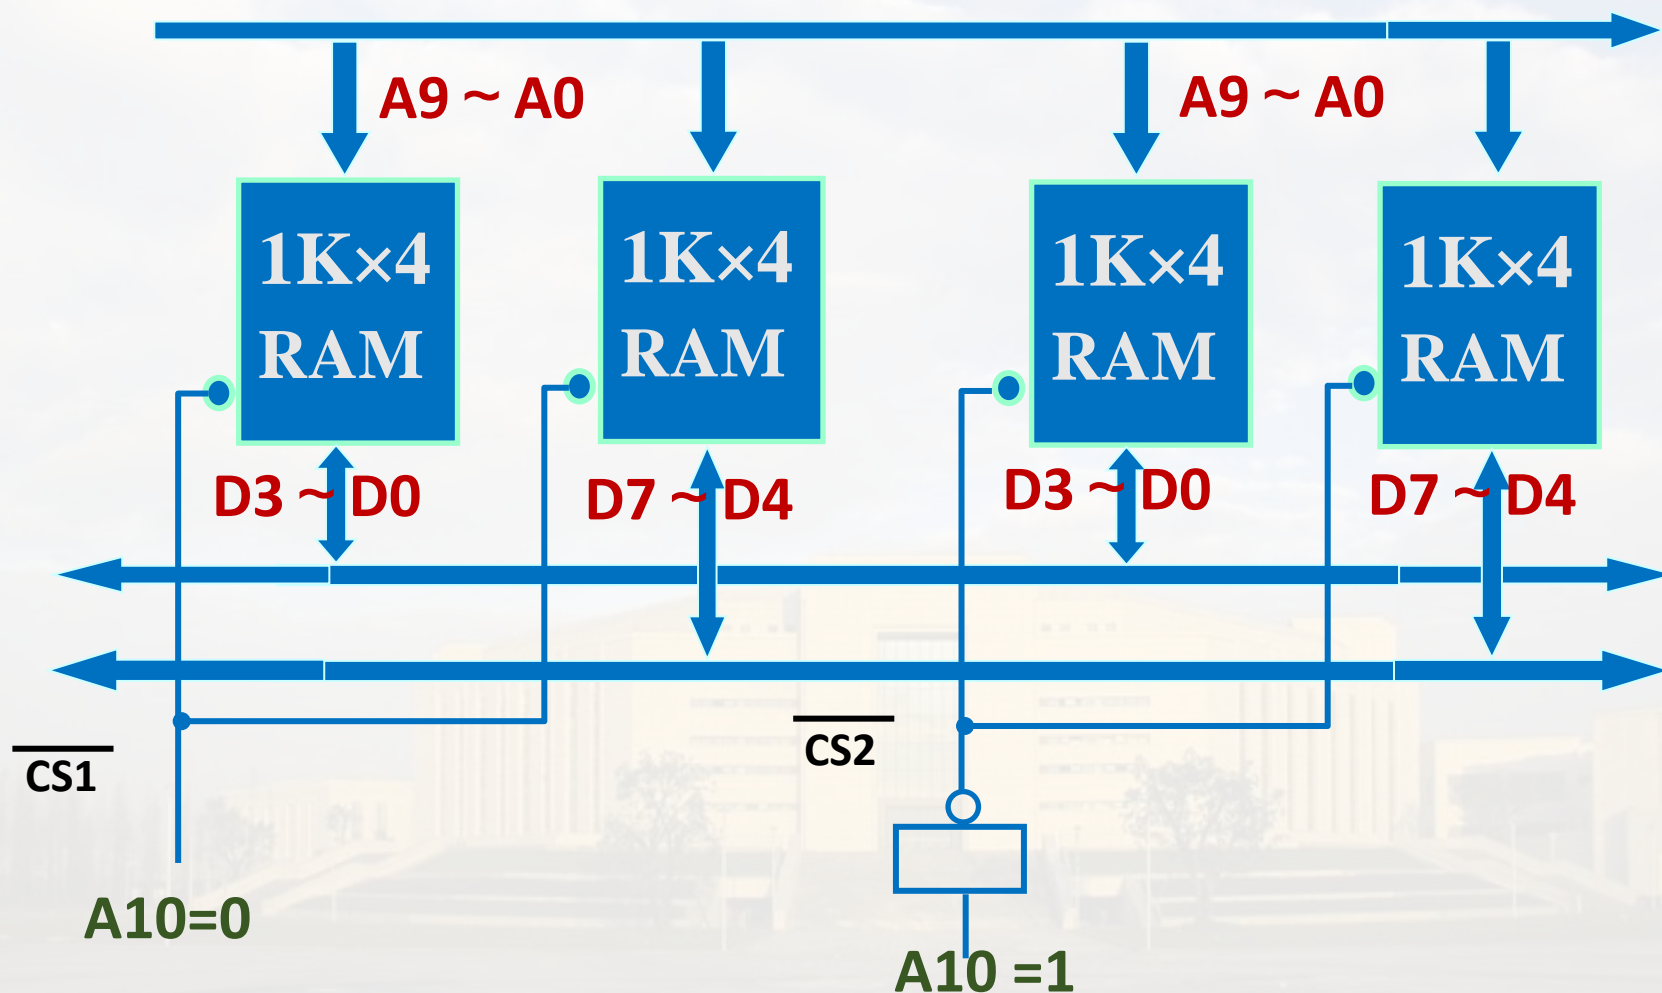 A9 ~ A0
A9 ~ A0
1K×4
RAM
1K×4
RAM
1K×4
RAM
1K×4
RAM
D3 ~ D0
D7 ~ D4
D3 ~ D0
D7 ~ D4
CS1
CS2
A10=0
A10 =1